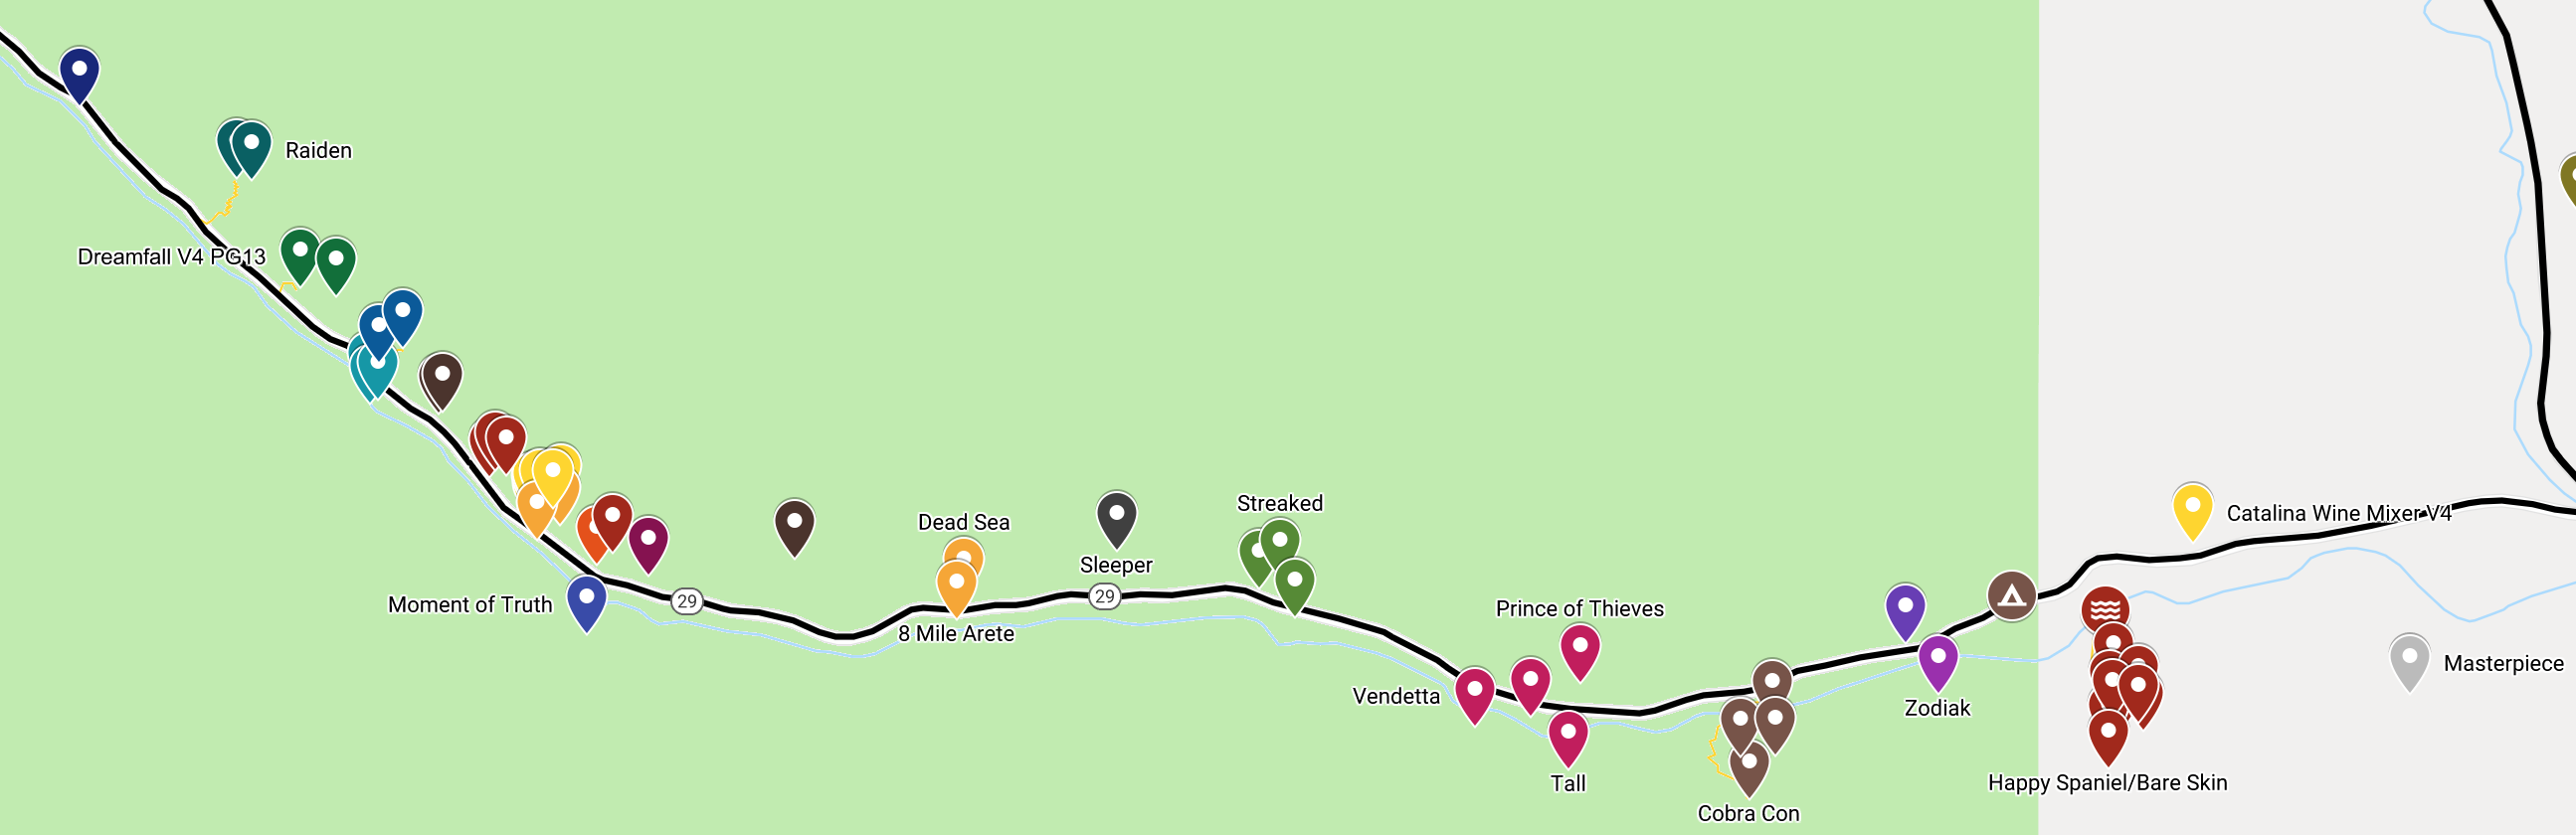 Raiden
Dreamfall V4 PG13
Streaked
Catalina Wine Mixer V4
Dead Sea
Sleeper
29
29
Moment of Truth
Prince of Thieves
8 Mile Arete
Masterpiece
Vendetta
Zodiak
Tall
Happy Spaniel/Bare Skin
Cobra Con